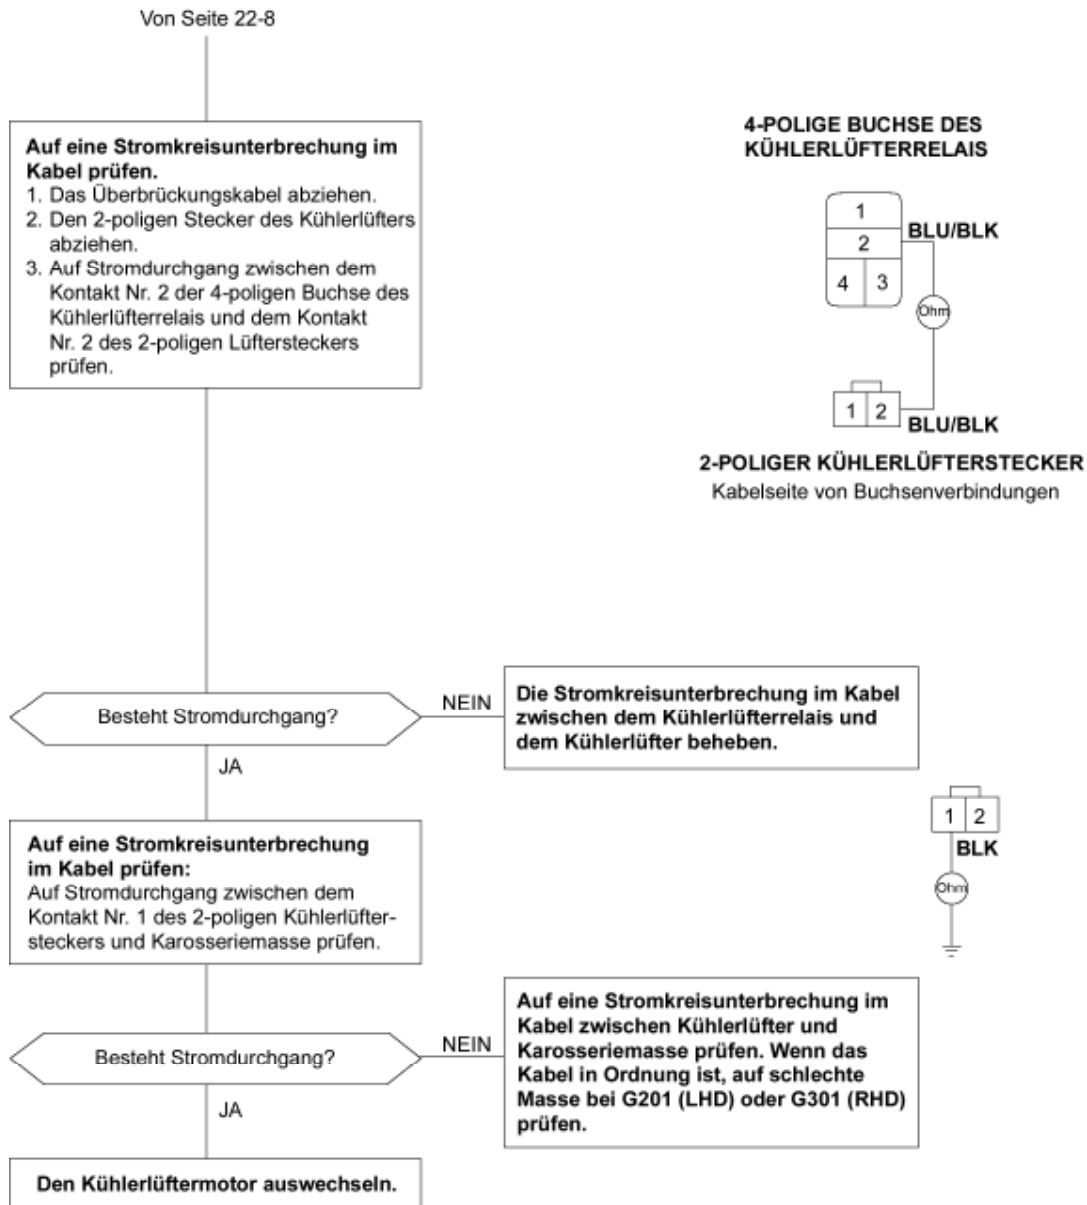 Von Seite 22-8
Auf eine Stromkreisunterbrechung im
Kabel prüfen.
1. Das Überbrückungskabel abziehen.
2. Den 2-poligen Stecker des Kühlerlüfters
abziehen.
3. Auf Stromdurchgang zwischen dem
Kontakt Nr. 2 der 4-poligen Buchse des
Kühlerlüfterrelais und dem Kontakt
Nr. 2 des 2-poligen Lüftersteckers
prüfen.
4-POLIGE BUCHSE DES
KÜHLERLÜFTERRELAIS
1
BLU/BLK
2
4 3
Ohm
1 2
BLU/BLK
2-POLIGER KÜHLERLÜFTERSTECKER
Kabelseite von Buchsenverbindungen
Besteht Stromdurchgang?
NEIN
Die Stromkreisunterbrechung im Kabel
zwischen dem Kühlerlüfterrelais und
dem Kühlerlüfter beheben.
JA
Auf eine Stromkreisunterbrechung
im Kabel prüfen:
Auf Stromdurchgang zwischen dem
Kontakt Nr. 1 des 2-poligen Kühlerlüfter-
steckers und Karosseriemasse prüfen.
1 2
BLK
Ohm
Besteht Stromdurchgang?
NEIN
Auf eine Stromkreisunterbrechung im
Kabel zwischen Kühlerlüfter und
Karosseriemasse prüfen. Wenn das
Kabel in Ordnung ist, auf schlechte
Masse bei G201 (LHD) oder G301 (RHD)
prüfen.
JA
Den Kühlerlüftermotor auswechseln.